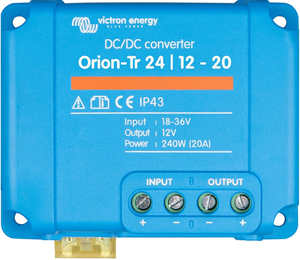 victron energy
BLUE POWER
DC/DC converter
Orion-Tr 24 | 12 - 20
IP43
Input : 18-36V
Output : 12V
Power : 240W (20A)
INPUT OUTPUT
+ - - +